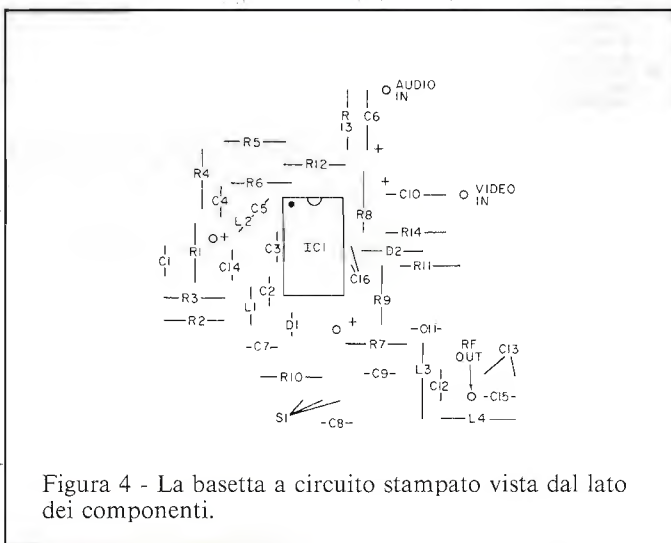 AUDIO
IN
R
13
C6
+
R5
R12
R4
R6
+
C10
VIDEO
IN
C4
C5
L2
R8
+
R14
R1
C3
IC1
D2
C1
C14
R11
C16
C2
R9
R3
L1
R2
D1
+
C11
C7
R7
RF
OUT
C13
L3
R10
C9
C12
C15
S1
C8
L4
Figura 4 - La basetta a circuito stampato vista dal lato
dei componenti.